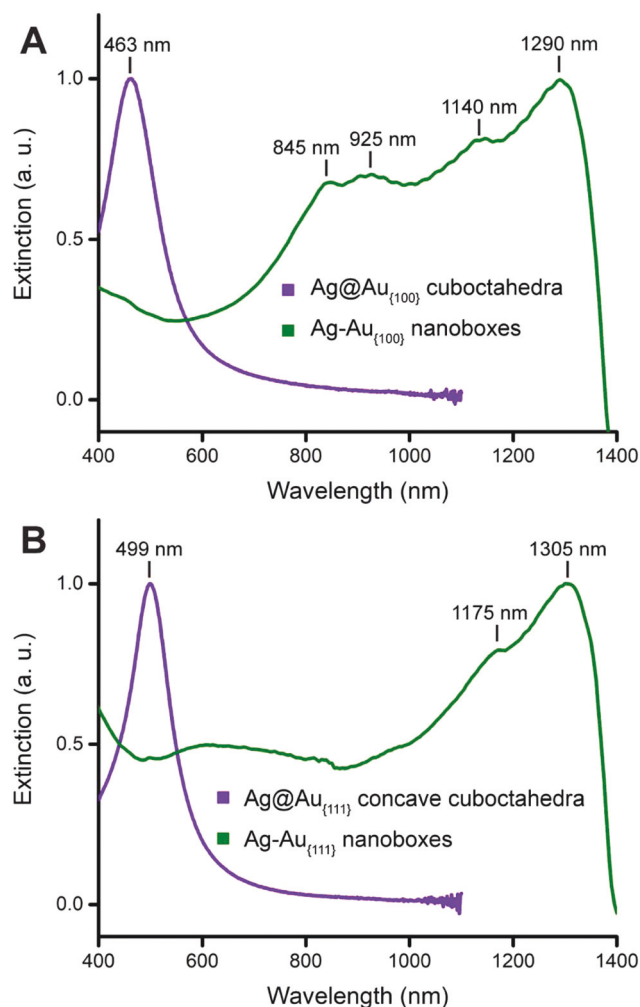 A
463 nm
845 nm
925 nm
1140 nm
1290 nm
1.0
0.5
0.0
Extinction (a. u.)
Ag@Au{100} cuboctahedra
Ag-Au{100} nanoboxes
400 600 800 1000 1200 1400
Wavelength (nm)
B
499 nm
1175 nm
1305 nm
1.0
0.5
0.0
Extinction (a. u.)
Ag@Au{111} concave cuboctahedra
Ag-Au{111} nanoboxes
400 600 800 1000 1200 1400
Wavelength (nm)